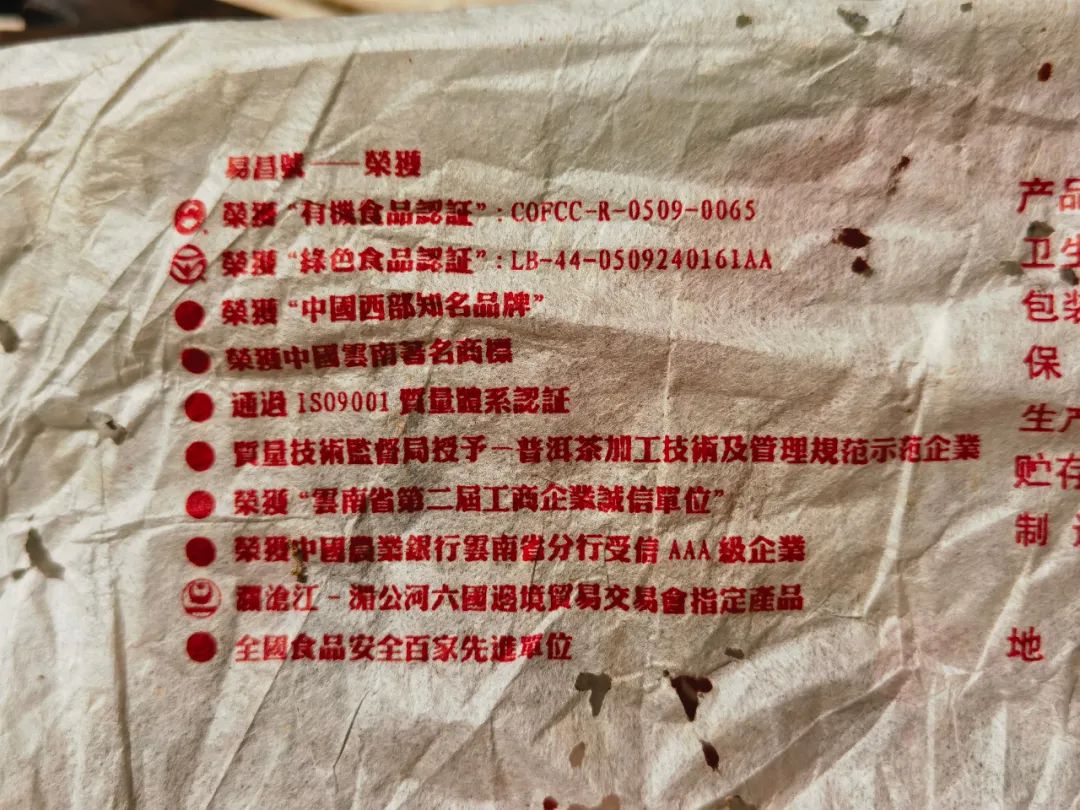 易昌號——榮獲
榮獲“有機食品認証”:COFCC-R-0509-0065
榮獲“綠色食品認証”:LB-44-0509240161AA
榮獲“中國西部知名品牌”
榮獲中國雲南著名商標
通過 ISO9001 質量體系認証
質量技術監督局授予－普洱茶加工技術及管理規范示范企業
榮獲“雲南省第二屆工商企業誠信單位”
榮獲中國農業銀行雲南省分行受信 AAA 級企業
瀾滄江－湄公河六國邊境貿易交易會指定產品
全國食品安全百家先進單位
产品
卫生
包装
保
生产
贮存
制
地